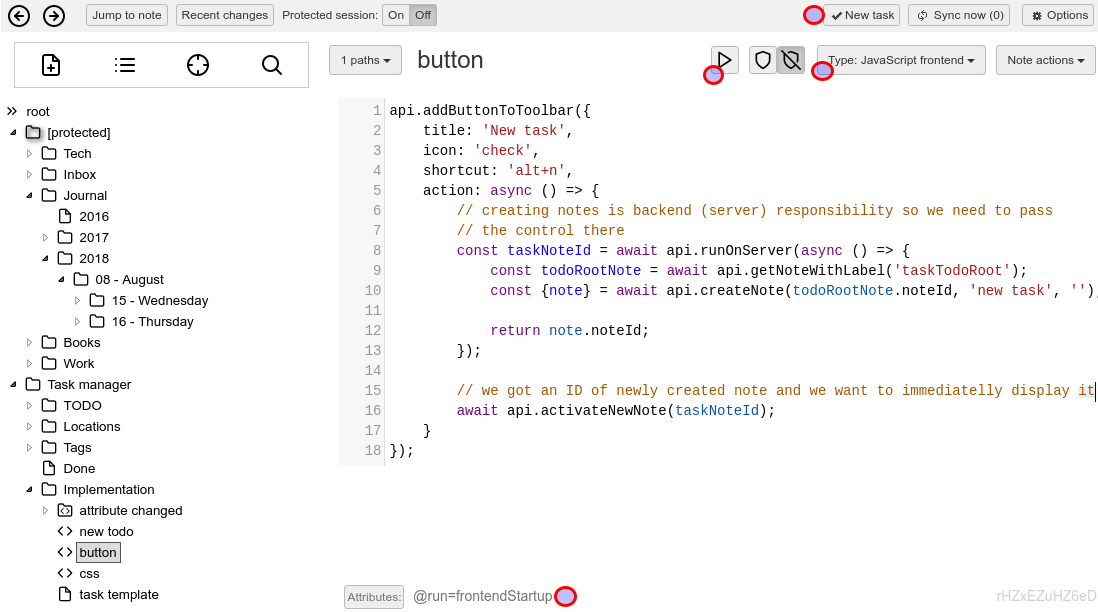 Jump to note Recent changes Protected session: On Off New task Sync now (0) Options
1 paths button Type: JavaScript frontend Note actions
root
[protected]
Tech
Inbox
Journal
2016
2017
2018
08 - August
15 - Wednesday
16 - Thursday
Books
Work
Task manager
TODO
Locations
Tags
Done
Implementation
attribute changed
new todo
button
css
task template
1 api.addButtonToToolbar({
2 title: 'New task',
3 icon: 'check',
4 shortcut: 'alt+n',
5 action: async () => {
6 // creating notes is backend (server) responsibility so we need to pass
7 // the control there
8 const taskNoteId = await api.runOnServer(async () => {
9 const todoRootNote = await api.getNoteWithLabel('taskTodoRoot');
10 const {note} = await api.createNote(todoRootNote.noteId, 'new task', '');
11
12 return note.noteId;
13 });
14
15 // we got an ID of newly created note and we want to immediatelly display it
16 await api.activateNewNote(taskNoteId);
17 }
18 });
Attributes: @run=frontendStartup rHZxEZuHZ6eD